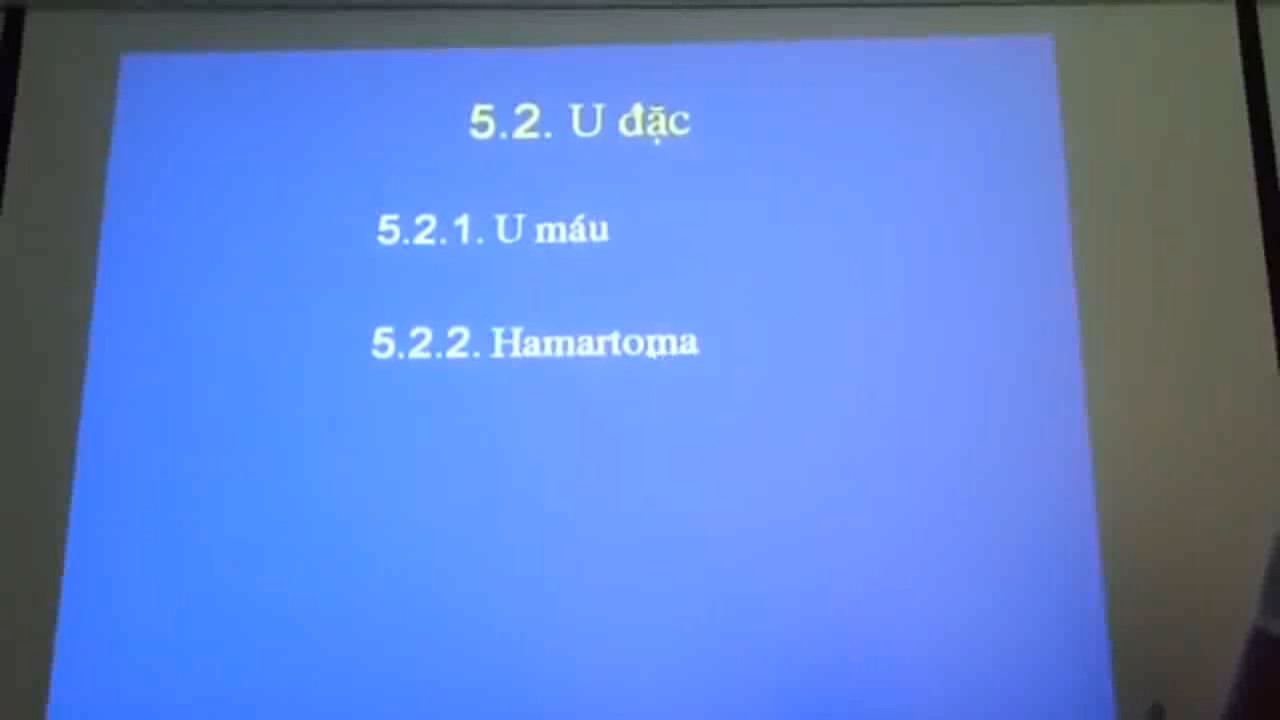 5.2. U đặc
5.2.1. U máu
5.2.2. Hamartoma